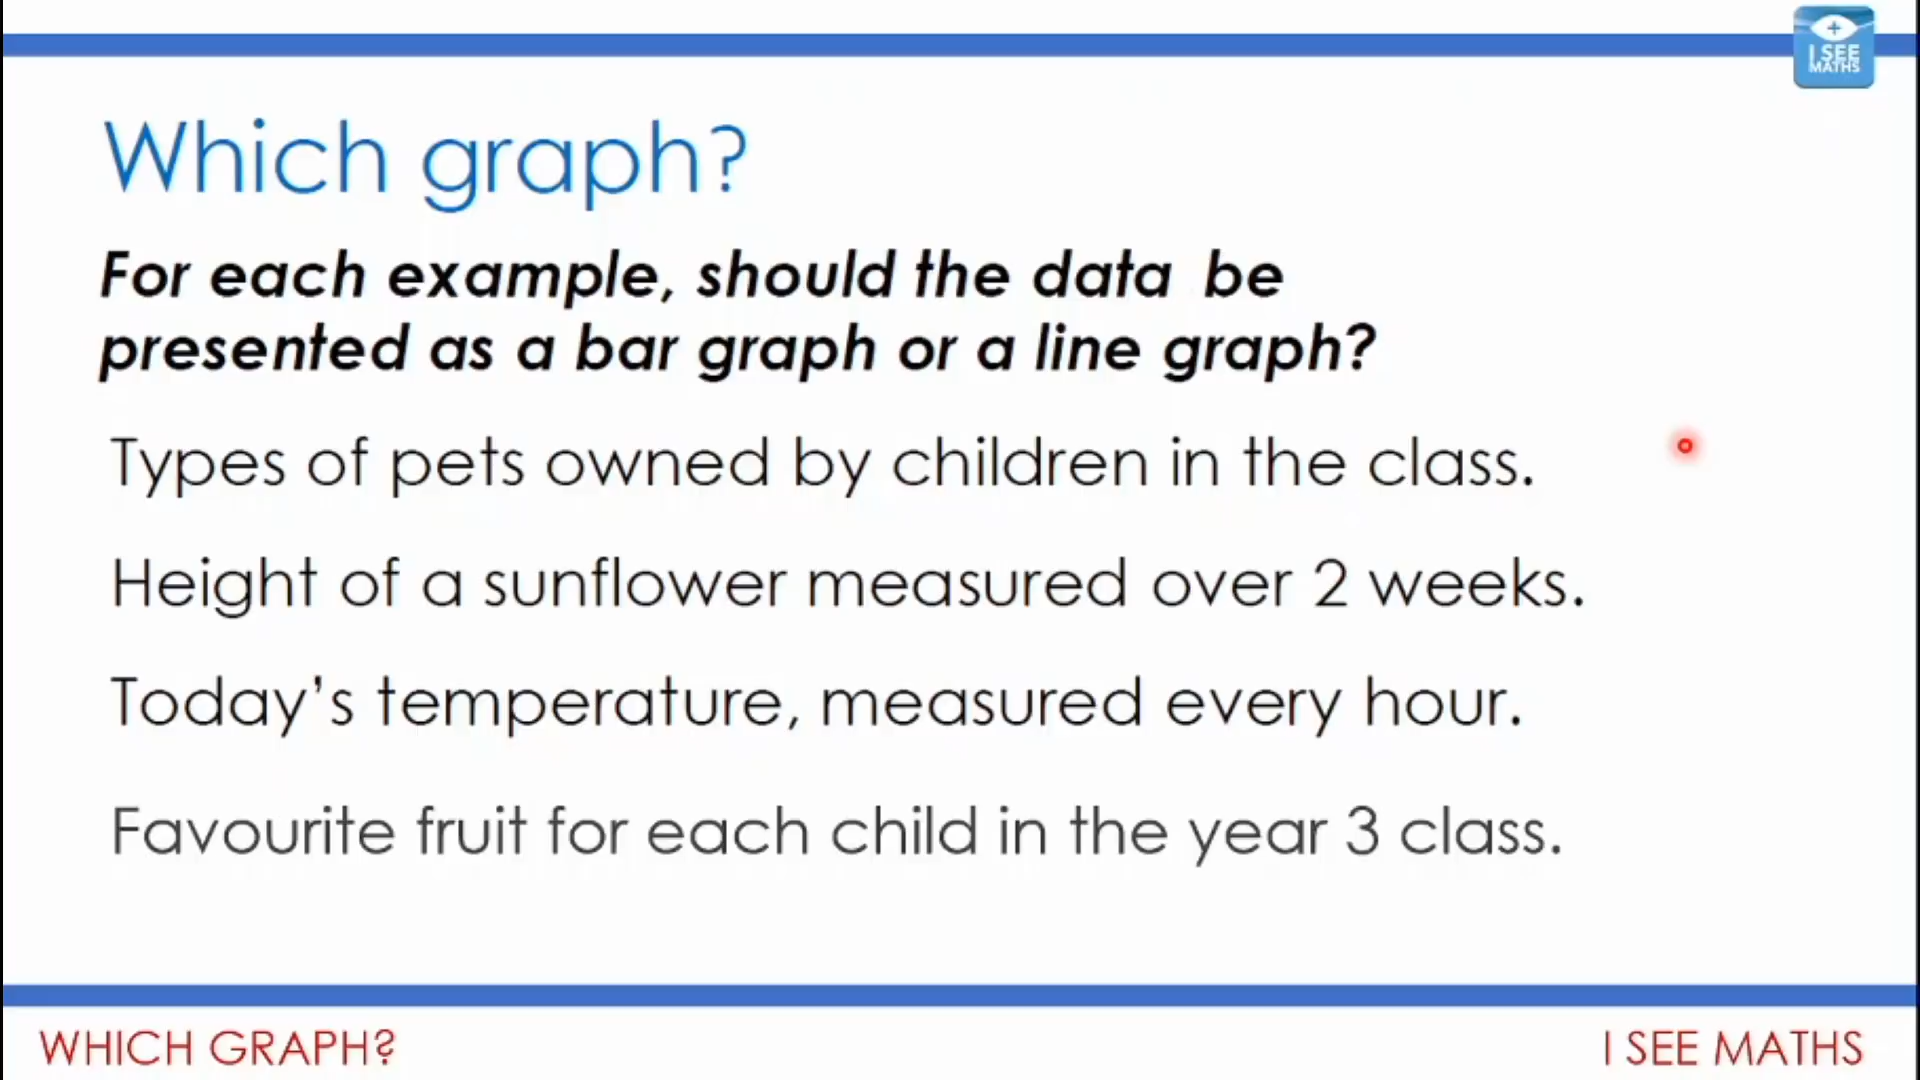 I SEE
MATHS
Which graph?
For each example, should the data be
presented as a bar graph or a line graph?
Types of pets owned by children in the class.
Height of a sunflower measured over 2 weeks.
Today’s temperature, measured every hour.
Favourite fruit for each child in the year 3 class.
WHICH GRAPH?
I SEE MATHS